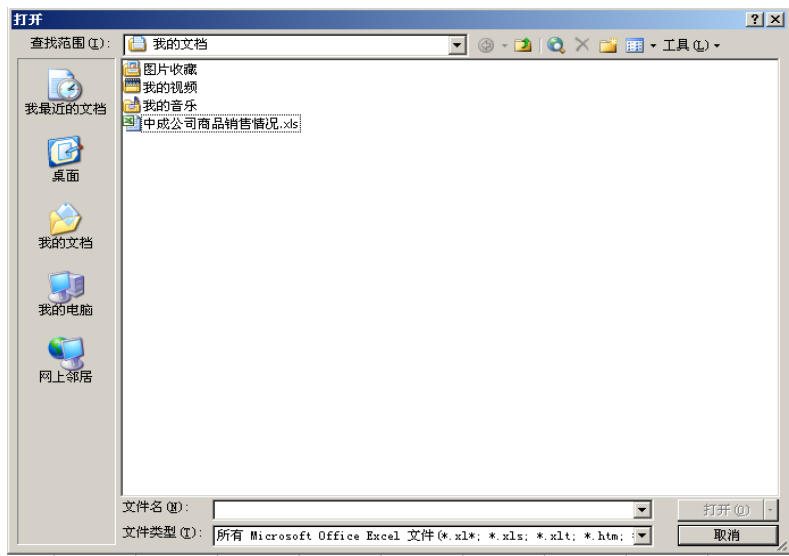 打开
查找范围(I): 我的文档 工具(L)
图片收藏
我的视频
我的音乐
中成公司商品销售情况.xls
我最近的文档
桌面
我的文档
我的电脑
网上邻居
文件名(N): 打开(O)
文件类型(T): 所有 Microsoft Office Excel 文件(*.xl*; *.xls; *.xlt; *.htm; 取消